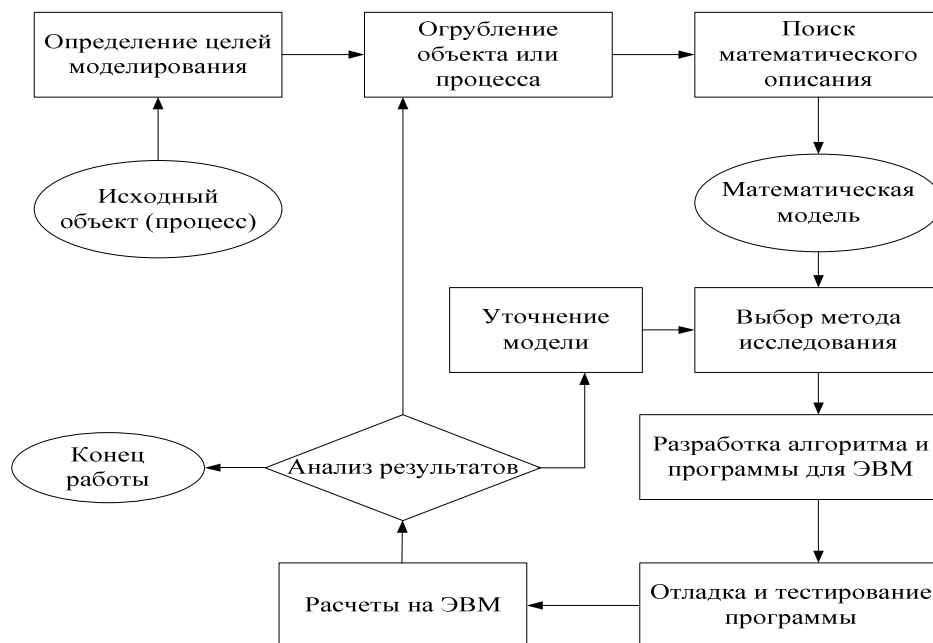 Определение целей
моделирования
Огрубление
объекта или
процесса
Поиск
математического
описания
Исходный
объект (процесс)
Математическая
модель
Уточнение
модели
Выбор метода
исследования
Конец
работы
Анализ результатов
Разработка алгоритма и
программы для ЭВМ
Расчеты на ЭВМ
Отладка и тестирование
программы